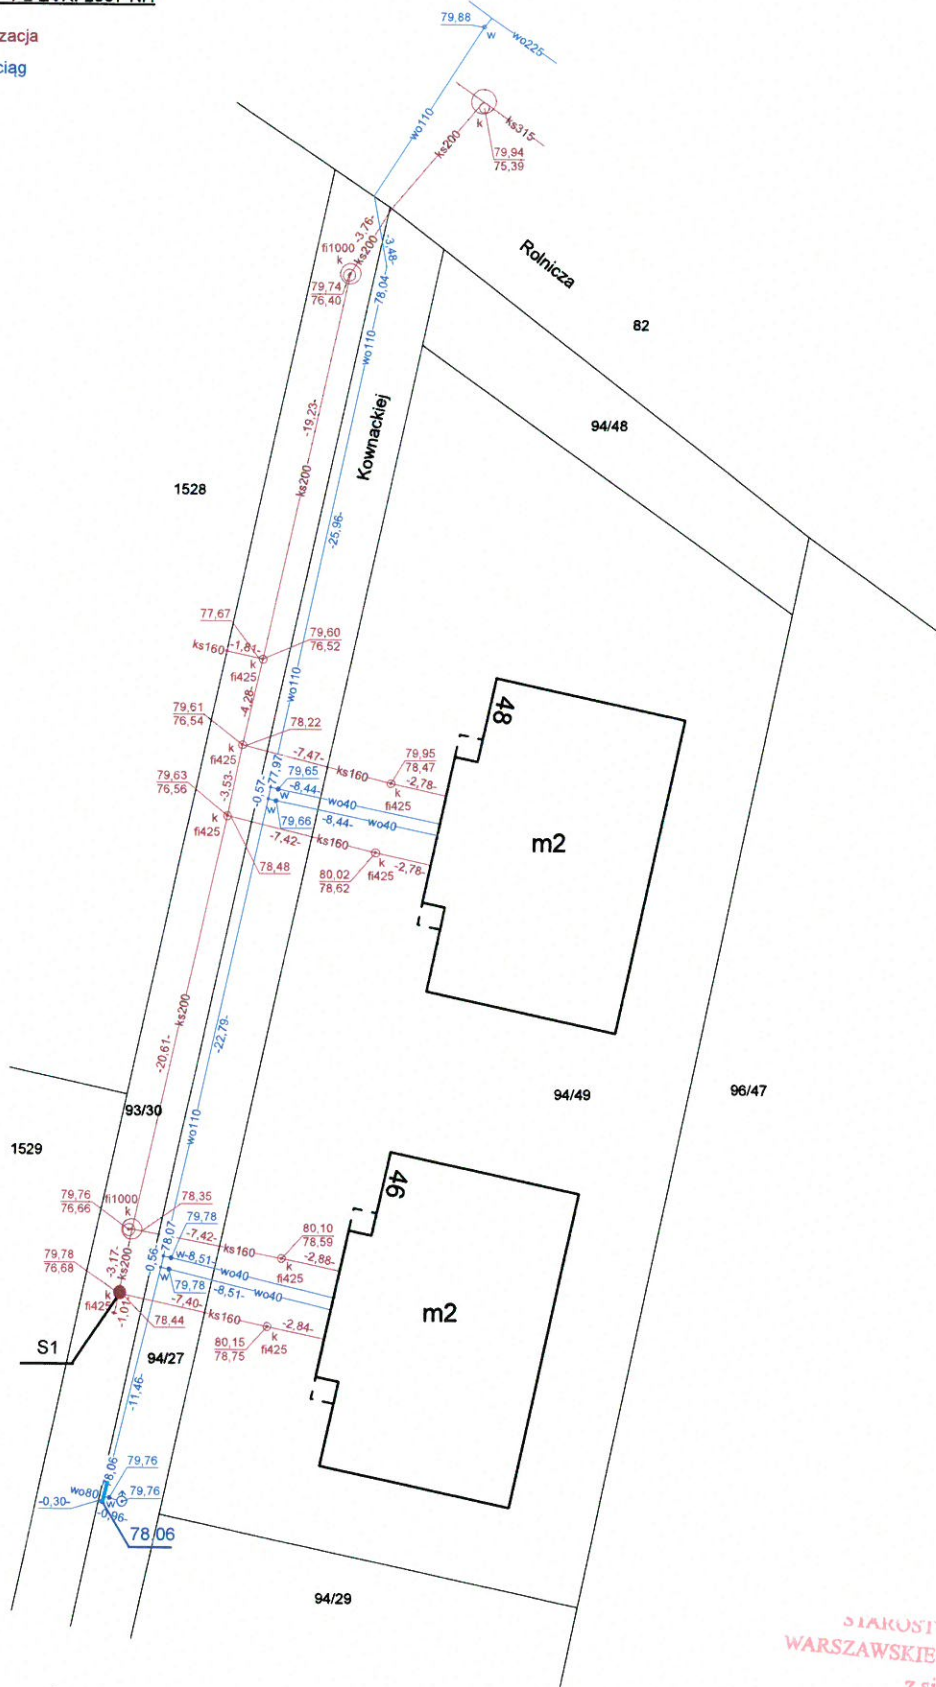 zacja
ciąg
79,88
w
wo225
wo110
ks315
k
ks200
79,94
75,39
-3,76-
fi1000
k
ks200
-3,48-
79,74
76,40
78,04
Rolnicza
82
wo110
Kownackiej
94/48
-19,23-
ks200
1528
-25,96-
77,67
79,60
76,52
ks160
-1,81-
k
fi425
-4,28-
wo110
48
79,61
76,54
78,22
k
fi425
-7,47-
ks160
79,95
78,47
-2,78-
k
fi425
77,97
79,65
-8,44-
wo40
w
79,63
76,56
-3,53-
-0,57-
w
79,66
-8,44-
wo40
k
fi425
-7,42-
ks160
-2,78-
k
fi425
80,02
78,62
78,48
m2
ks200
-20,61-
-22,79-
94/49
96/47
93/30
wo110
1529
46
79,76
76,66
fi1000
k
78,35
79,78
78,07
-7,42-
ks160
80,10
78,59
-2,88-
k
fi425
79,78
76,68
-3,17-
ks200
-0,56-
w
-8,51-
wo40
w
79,78
-8,51-
wo40
k
fi425
-1,01-
78,44
-7,40-
ks160
-2,84-
k
fi425
80,15
78,75
m2
S1
94/27
-11,46-
78,06
79,76
wo80
w
79,76
-0,30-
-0,96-
78,06
94/29
WARSZAWSKIE